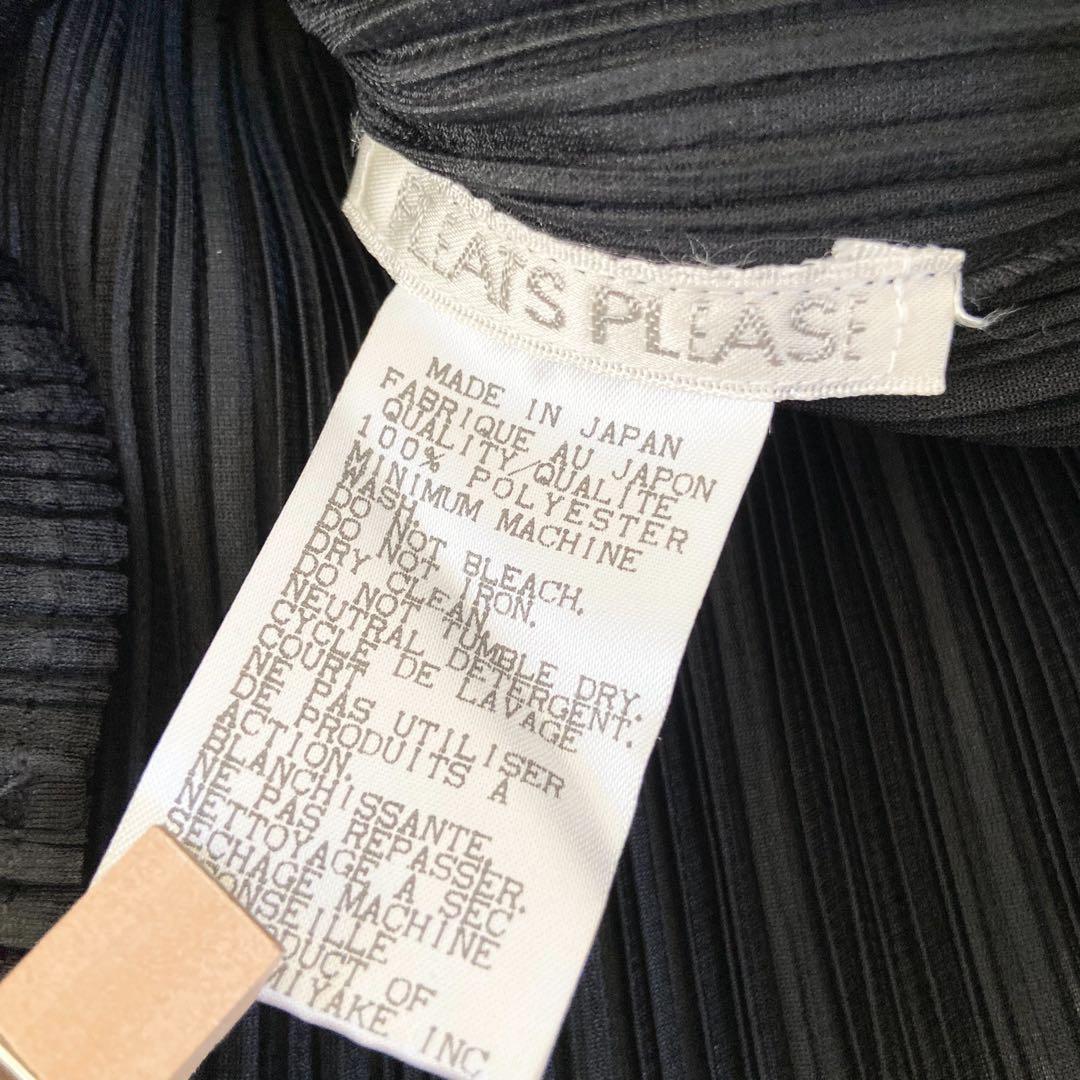 PLEATS PLEASE
MADE IN JAPAN
FABRIQUE AU JAPON
QUALITY/QUALITE
100% POLYESTER
MINIMUM MACHINE
WASH.
DO NOT BLEACH.
DO NOT IRON.
DRY CLEAN.
DO NOT TUMBLE DRY.
NEUTRAL DETERGENT.
CYCLE DE LAVAGE
COURT
NE PAS UTILISER
DE PRODUITS A
ACTION.
BLANCHISSANTE.
NE PAS REPASSER.
NETTOYAGE A SEC.
SECHAGE MACHINE
OF
MIYAKE INC